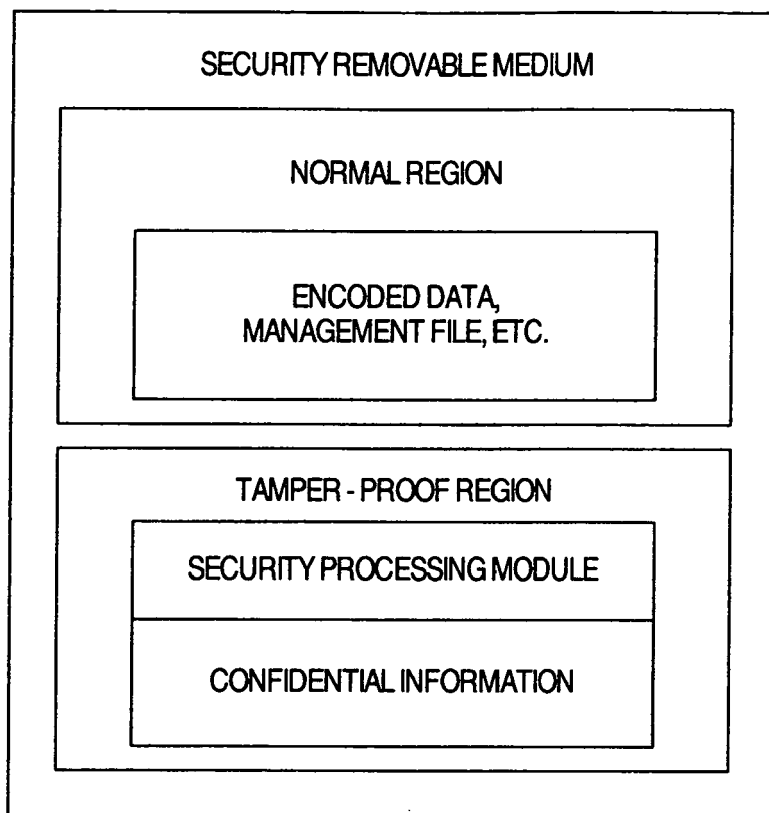 SECURITY REMOVABLE MEDIUM
NORMAL REGION
ENCODED DATA,
MANAGEMENT FILE, ETC.
TAMPER - PROOF REGION
SECURITY PROCESSING MODULE
CONFIDENTIAL INFORMATION